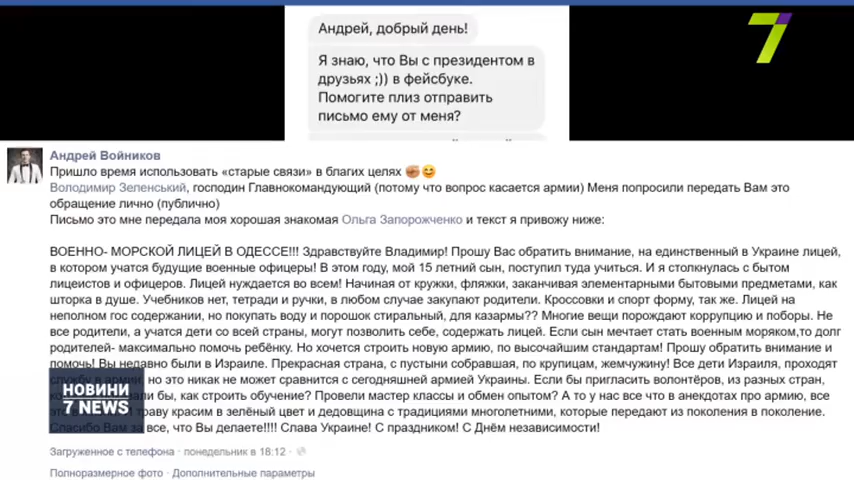 Андрей, добрый день!
Я знаю, что Вы с президентом в
друзьях ;)) в фейсбуке.
Помогите плиз отправить
письмо ему от меня?
7
Андрей Войников
Пришло время использовать «старые связи» в благих целях ✊😊
Володимир Зеленський, господин Главнокомандующий (потому что вопрос касается армии) Меня попросили передать Вам это
обращение лично (публично)
Письмо это мне передала моя хорошая знакомая Ольга Запорожченко и текст я привожу ниже:
ВОЕННО- МОРСКОЙ ЛИЦЕЙ В ОДЕССЕ!!! Здравствуйте Владимир! Прошу Вас обратить внимание, на единственный в Украине лицей,
в котором учатся будущие военные офицеры! В этом году, мой 15 летний сын, поступил туда учиться. И я столкнулась с бытом
лицеистов и офицеров. Лицей нуждается во всем! Начиная от кружки, фляжки, заканчивая элементарными бытовыми предметами, как
шторка в душе. Учебников нет, тетради и ручки, в любом случае закупают родители. Кроссовки и спорт форму, так же. Лицей на
неполном гос содержании, но покупать воду и порошок стиральный, для казармы?? Многие вещи порождают коррупцию и поборы. Не
все родители, а учатся дети со всей страны, могут позволить себе, содержать лицей. Если сын мечтает стать военным моряком,то долг
родителей- максимально помочь ребёнку. Но хочется строить новую армию, по высочайшим стандартам! Прошу обратить внимание и
помочь! Вы недавно были в Израиле. Прекрасная страна, с пустыни собравшая, по крупицам, жемчужину! Все дети Израиля, проходят
службу в армии, но это никак не может сравнится с сегодняшней армией Украины. Если бы пригласить волонтёров, из разных стран,
бы, как строить обучение? Провели мастер классы и обмен опытом? А то у нас все что в анекдотах про армию, все
траву красим в зелёный цвет и дедовщина с традициями многолетними, которые передают из поколения в поколение.
Спасибо Вам за все, что Вы делаете!!!! Слава Украине! С праздником! С Днём независимости!
НОВИНИ
7 NEWS
Загруженное с телефона · понедельник в 18:12 ·
Полноразмерное фото · Дополнительные параметры